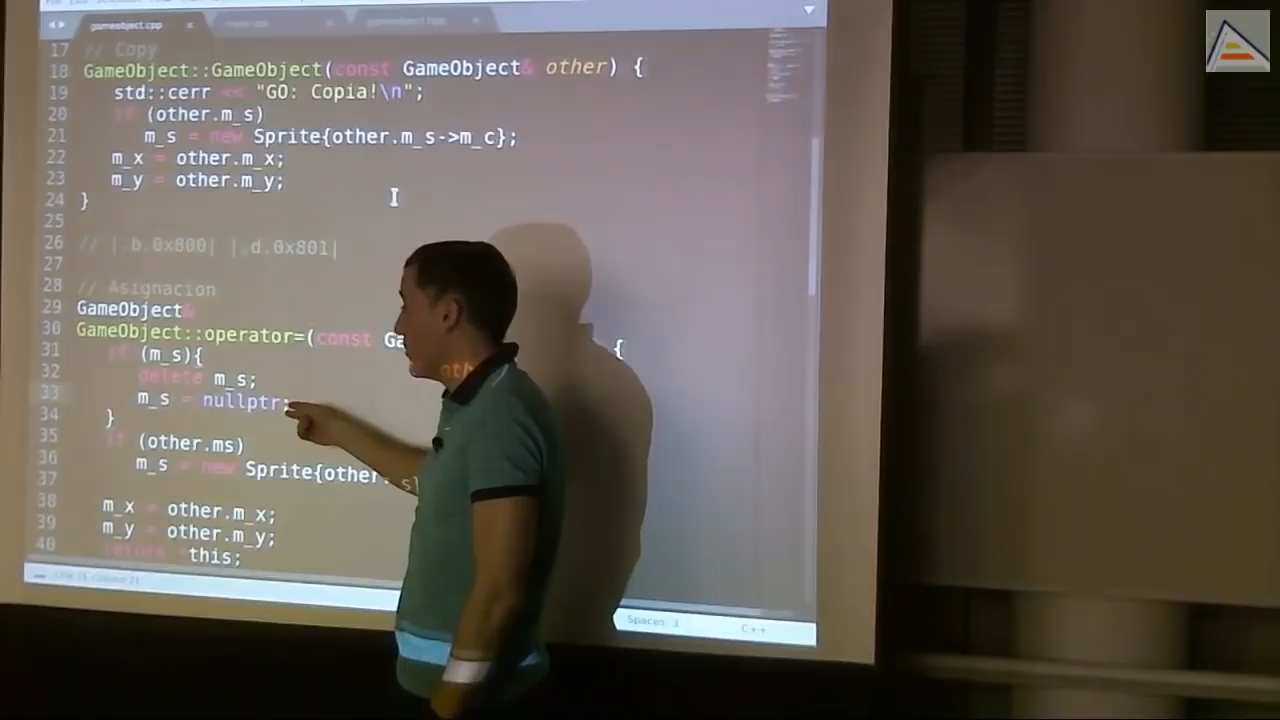 gameobject.cpp
17 // Copy
18 GameObject::GameObject(const GameObject& other) {
19 std::cerr << "GO: Copia!\n";
20 if (other.m_s)
21 m_s = new Sprite{other.m_s->m_c};
22 m_x = other.m_x;
23 m_y = other.m_y;
24 }
25
26 // |.b.0x800| |.d.0x801|
27
28 // Asignacion
29 GameObject&
30 GameObject::operator=(const Ga {
31 if (m_s){
32 delete m_s;
33 m_s = nullptr;
34 }
35 if (other.ms)
36 m_s = new Sprite{other. s}
37
38 m_x = other.m_x;
39 m_y = other.m_y;
40 return *this;
Spaces 3 C++